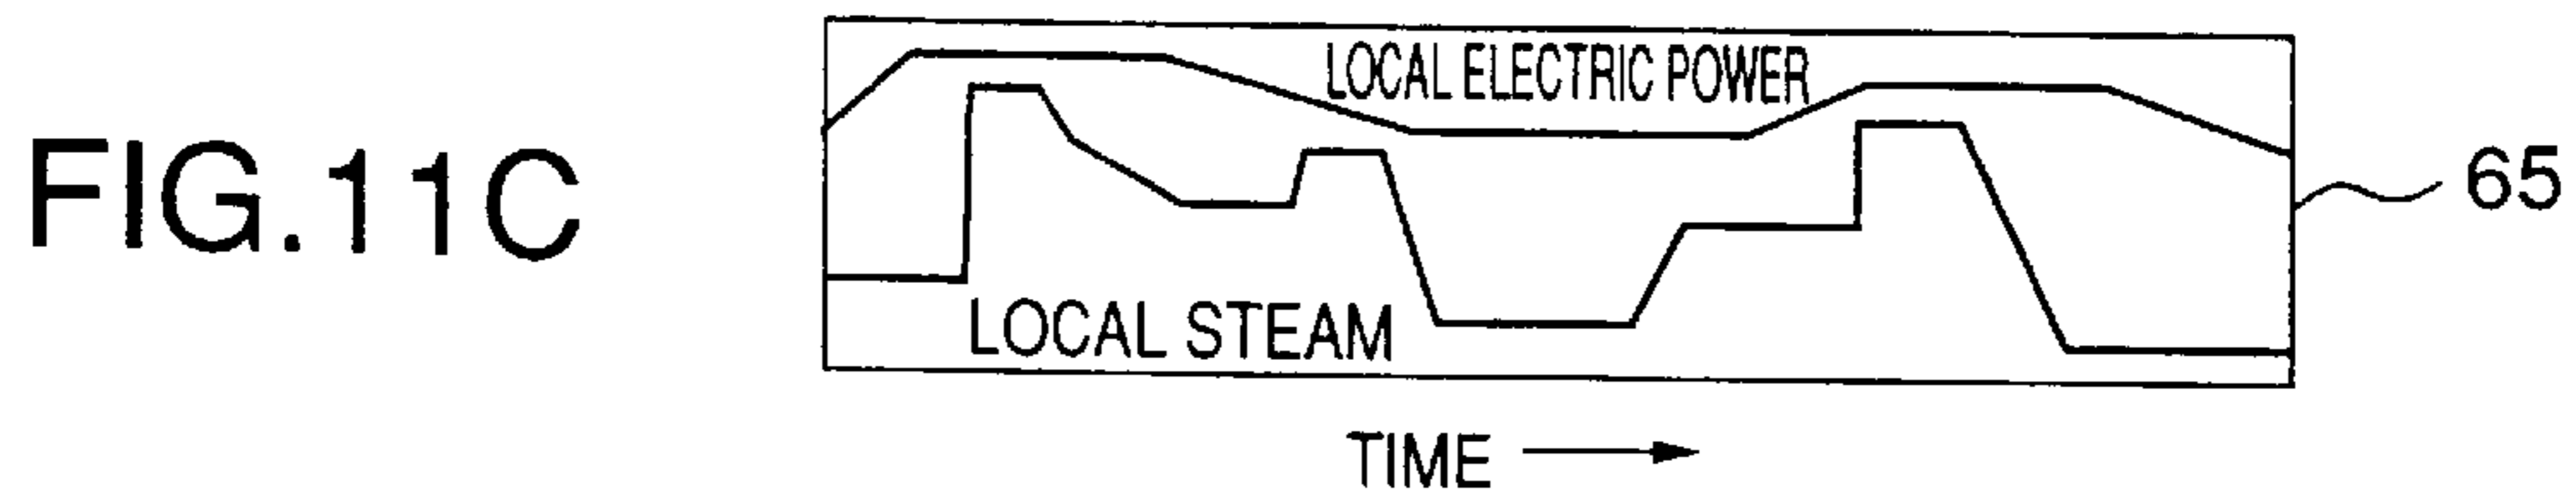 FIG.11C
LOCAL ELECTRIC POWER
65
LOCAL STEAM
TIME